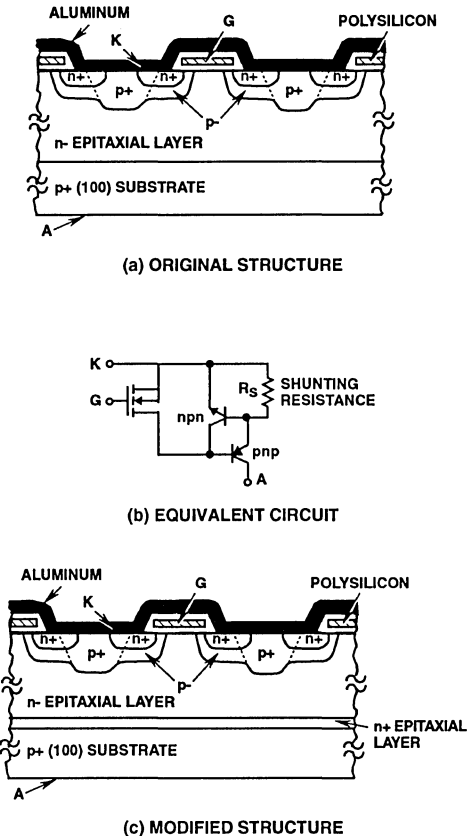 ALUMINUM
K
G
POLYSILICON
n+ n+ n+ n+
p+ p+
p-
n- EPITAXIAL LAYER
p+ (100) SUBSTRATE
A
(a) ORIGINAL STRUCTURE
K
G
npn
RS
SHUNTING
RESISTANCE
pnp
A
(b) EQUIVALENT CIRCUIT
ALUMINUM
K
G
POLYSILICON
n+ n+ n+ n+
p+ p+
p-
n- EPITAXIAL LAYER
n+ EPITAXIAL
LAYER
p+ (100) SUBSTRATE
A
(c) MODIFIED STRUCTURE